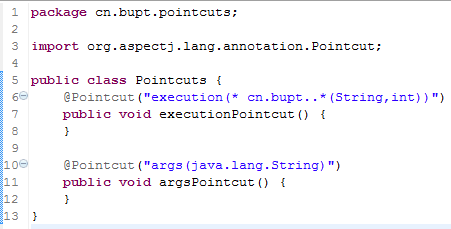 1 package cn.bupt.pointcuts;
2
3 import org.aspectj.lang.annotation.Pointcut;
4
5 public class Pointcuts {
6 @Pointcut("execution(* cn.bupt..*(String,int))")
7 public void executionPointcut() {
8 }
9
10 @Pointcut("args(java.lang.String)")
11 public void argsPointcut() {
12 }
13 }